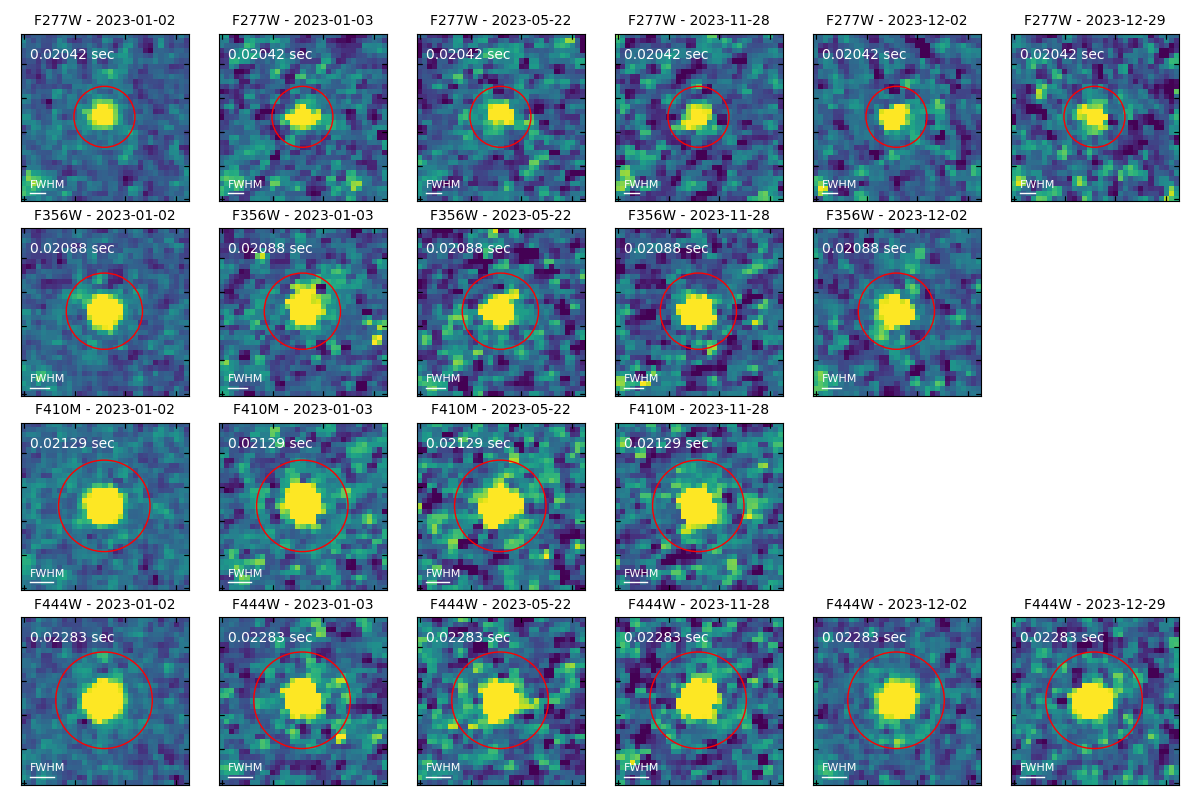 F277W - 2023-01-02
F277W - 2023-01-03
F277W - 2023-05-22
F277W - 2023-11-28
F277W - 2023-12-02
F277W - 2023-12-29
0.02042 sec
0.02042 sec
0.02042 sec
0.02042 sec
0.02042 sec
0.02042 sec
FWHM
FWHM
FWHM
FWHM
FWHM
FWHM
F356W - 2023-01-02
F356W - 2023-01-03
F356W - 2023-05-22
F356W - 2023-11-28
F356W - 2023-12-02
0.02088 sec
0.02088 sec
0.02088 sec
0.02088 sec
0.02088 sec
FWHM
FWHM
FWHM
FWHM
FWHM
F410M - 2023-01-02
F410M - 2023-01-03
F410M - 2023-05-22
F410M - 2023-11-28
0.02129 sec
0.02129 sec
0.02129 sec
0.02129 sec
FWHM
FWHM
FWHM
FWHM
F444W - 2023-01-02
F444W - 2023-01-03
F444W - 2023-05-22
F444W - 2023-11-28
F444W - 2023-12-02
F444W - 2023-12-29
0.02283 sec
0.02283 sec
0.02283 sec
0.02283 sec
0.02283 sec
0.02283 sec
FWHM
FWHM
FWHM
FWHM
FWHM
FWHM